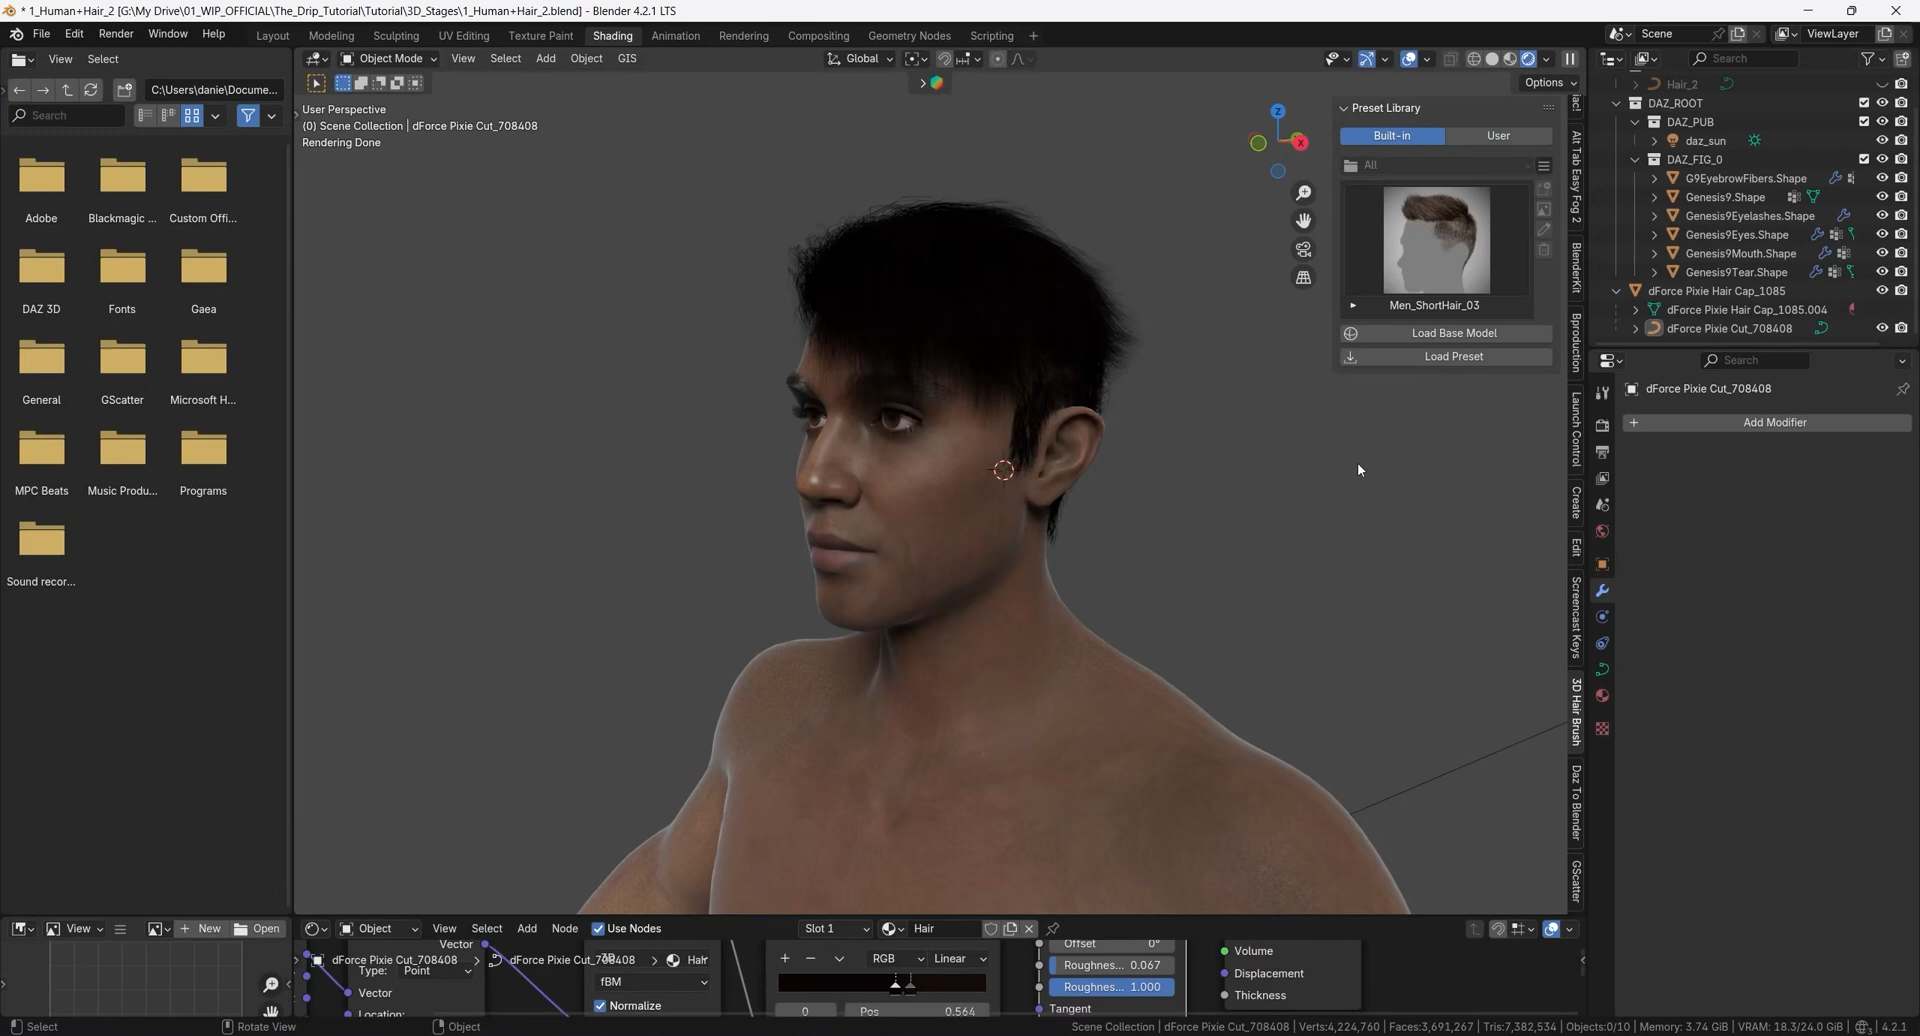 * 1_Human+Hair_2 [G:\My Drive\01_WIP_OFFICIAL\The_Drip_Tutorial\Tutorial\3D_Stages\1_Human+Hair_2.blend] - Blender 4.2.1 LTS
File Edit Render Window Help
Layout Modeling Sculpting UV Editing Texture Paint Shading Animation Rendering Compositing Geometry Nodes Scripting +
Scene
ViewLayer
View Select
Object Mode View Select Add Object GIS
Global
Search
C:\Users\danie\Docume...
Search
Options
User Perspective
(0) Scene Collection | dForce Pixie Cut_708408
Rendering Done
Adobe
Blackmagic ...
Custom Offi...
DAZ 3D
Fonts
Gaea
General
GScatter
Microsoft H...
MPC Beats
Music Produ...
Programs
Sound recor...
Z
X
Preset Library
Built-in User
All
Men_ShortHair_03
Load Base Model
Load Preset
Alt Tab Easy Fog 2
BlenderKit
Bproduction
Launch Control
Create
Edit
Screencast Keys
3D Hair Brush
Daz To Blender
GScatter
Hair_2
DAZ_ROOT
DAZ_PUB
daz_sun
DAZ_FIG_0
G9EyebrowFibers.Shape
Genesis9.Shape
Genesis9Eyelashes.Shape
Genesis9Eyes.Shape
Genesis9Mouth.Shape
Genesis9Tear.Shape
dForce Pixie Hair Cap_1085
dForce Pixie Hair Cap_1085.004
dForce Pixie Cut_708408
Search
dForce Pixie Cut_708408
Add Modifier
View
New
Open
Object View Select Add Node Use Nodes
Slot 1
Hair
dForce Pixie Cut_708408
dForce Pixie Cut_708408
Hair
Vector
Type: Point
Vector
Location:
3D
fBM
Normalize
RGB
Linear
0
Pos 0.564
Offset 0°
Roughnes... 0.067
Roughnes... 1.000
Tangent
Volume
Displacement
Thickness
Select
Rotate View
Object
Scene Collection | dForce Pixie Cut_708408 | Verts:4,224,760 | Faces:3,691,267 | Tris:7,382,534 | Objects:0/10 | Memory: 3.74 GiB | VRAM: 18.3/24.0 GiB | 4.2.1